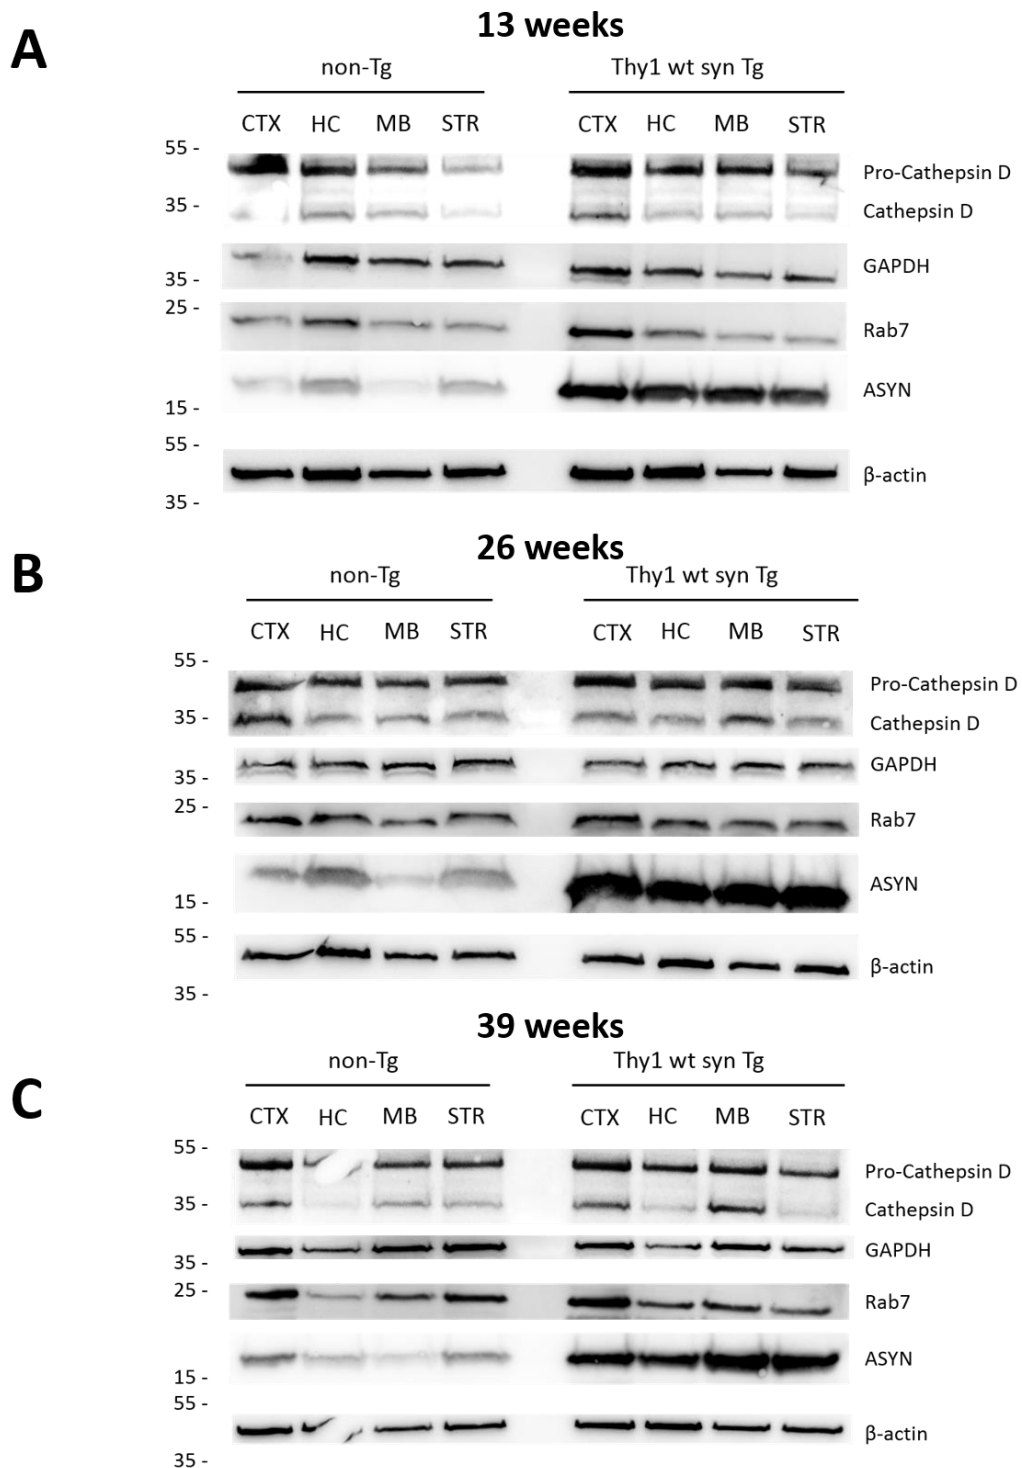 A
13 weeks
non-Tg Thy1 wt syn Tg
CTX HC MB STR CTX HC MB STR
55 -
Pro-Cathepsin D
35 -
Cathepsin D
GAPDH
35 -
25 -
Rab7
ASYN
15 -
55 -
β-actin
35 -
B
26 weeks
non-Tg Thy1 wt syn Tg
CTX HC MB STR CTX HC MB STR
55 -
Pro-Cathepsin D
35 -
Cathepsin D
GAPDH
35 -
25 -
Rab7
ASYN
15 -
55 -
β-actin
35 -
39 weeks
C
non-Tg Thy1 wt syn Tg
CTX HC MB STR CTX HC MB STR
55 -
Pro-Cathepsin D
35 -
Cathepsin D
GAPDH
35 -
25 -
Rab7
ASYN
15 -
55 -
β-actin
35 -